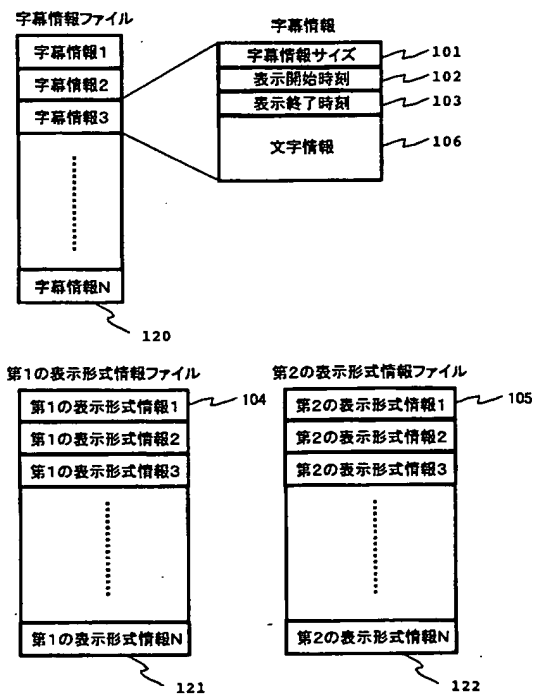 字幕情報ファイル
字幕情報1
字幕情報2
字幕情報3
字幕情報N
120
字幕情報
字幕情報サイズ
101
表示開始時刻
102
表示終了時刻
103
文字情報
106
第1の表示形式情報ファイル
第1の表示形式情報1
104
第1の表示形式情報2
第1の表示形式情報3
第1の表示形式情報N
121
第2の表示形式情報ファイル
第2の表示形式情報1
105
第2の表示形式情報2
第2の表示形式情報3
第2の表示形式情報N
122